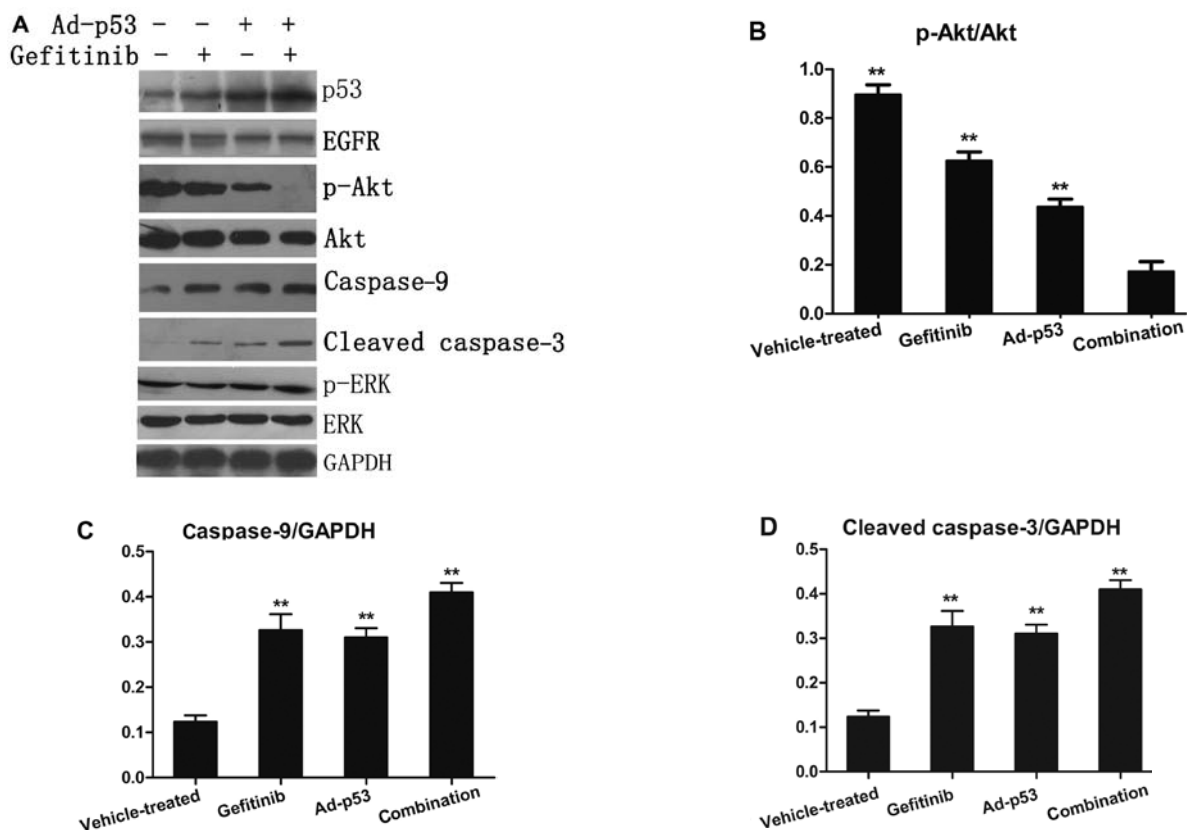 A Ad-p53 − − + +
Gefitinib − + − +
p53
EGFR
p-Akt
Akt
Caspase-9
Cleaved caspase-3
p-ERK
ERK
GAPDH
B p-Akt/Akt
1.0
0.8
0.6
0.4
0.2
0.0
** ** **
Vehicle-treated Gefitinib Ad-p53 Combination
C Caspase-9/GAPDH
0.5
0.4
0.3
0.2
0.1
0.0
** ** **
Vehicle-treated Gefitinib Ad-p53 Combination
D Cleaved caspase-3/GAPDH
0.5
0.4
0.3
0.2
0.1
0.0
** ** **
Vehicle-treated Gefitinib Ad-p53 Combination